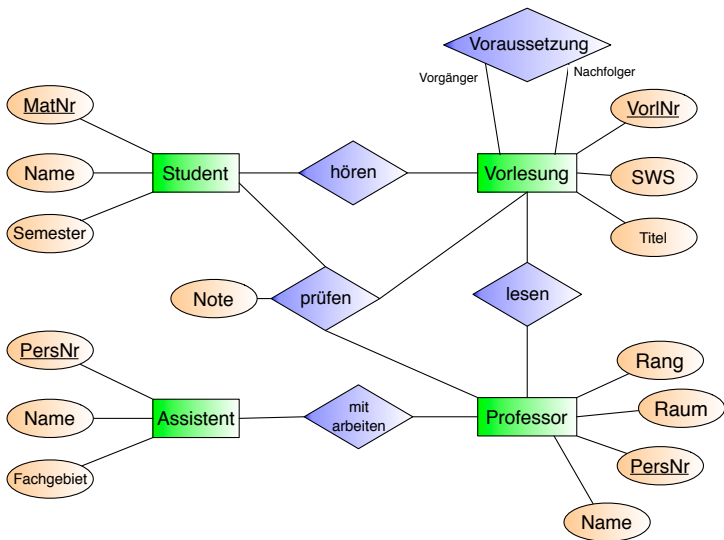 Voraussetzung
Vorgänger
Nachfolger
MatNr
VorlNr
Name
Student
hören
Vorlesung
SWS
Semester
Titel
Note
prüfen
lesen
PersNr
Rang
Name
Assistent
mit
arbeiten
Professor
Raum
Fachgebiet
PersNr
Name